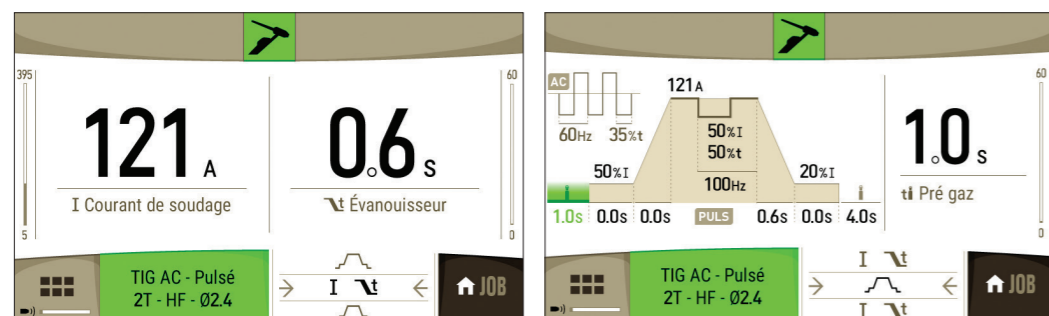 395
5
121 A
I Courant de soudage
0.6 s
t Évanouisseur
60
0
TIG AC - Pulsé
2T - HF - Ø2.4
I t
JOB
AC
60Hz 35%t
121 A
50%I
50%t
100Hz
50%I
20%I
1.0s 0.0s 0.0s PULS 0.6s 0.0s 4.0s
1.0 s
t Pré gaz
60
0
TIG AC - Pulsé
2T - HF - Ø2.4
I t
I t
JOB